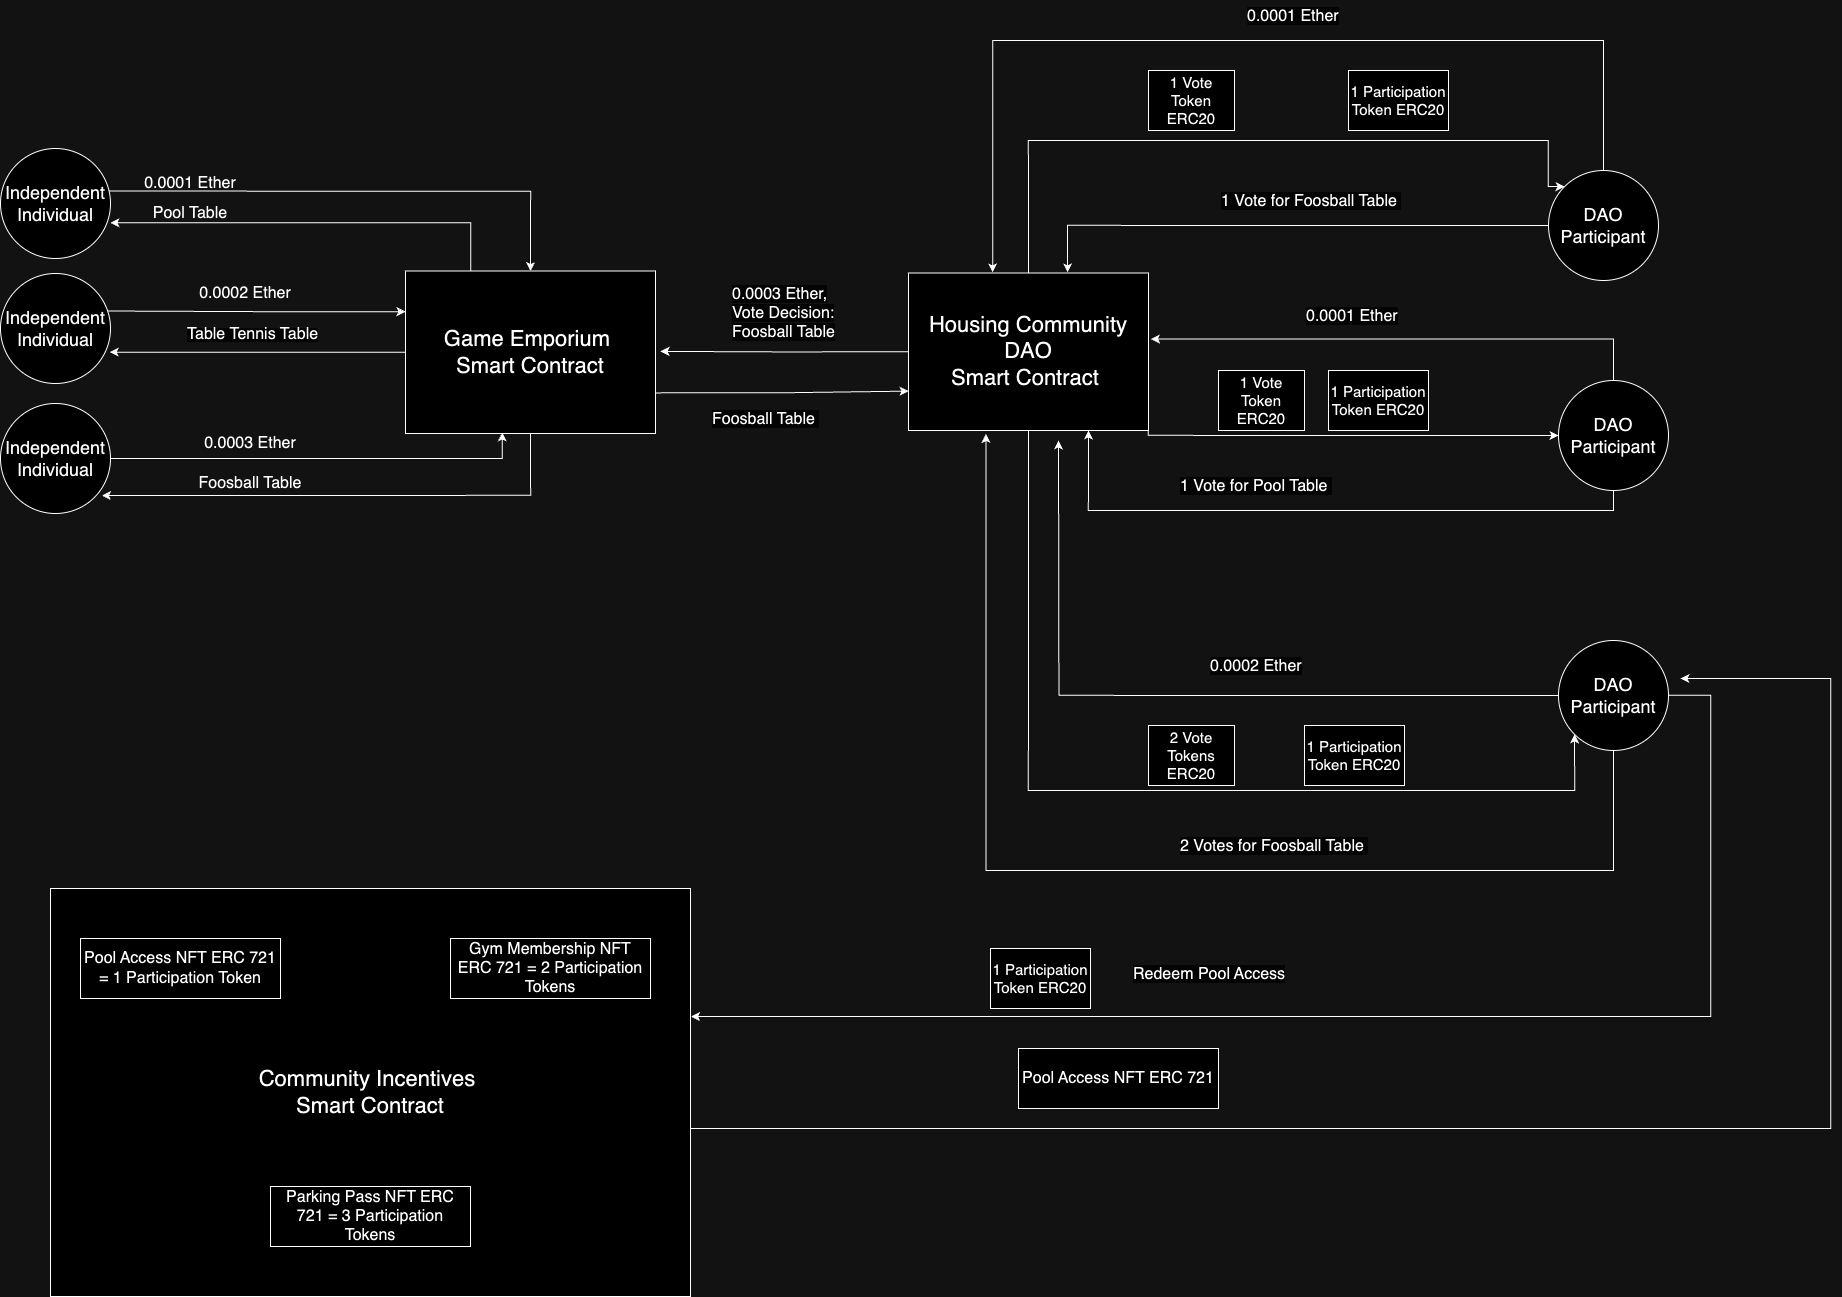 0.0001 Ether
1 Vote
Token
ERC20
1 Participation
Token ERC20
Independent
Individual
0.0001 Ether
Pool Table
1 Vote for Foosball Table
DAO
Participant
Independent
Individual
0.0002 Ether
Table Tennis Table
Game Emporium
Smart Contract
0.0003 Ether,
Vote Decision:
Foosball Table
Foosball Table
Housing Community
DAO
Smart Contract
0.0001 Ether
1 Vote
Token
ERC20
1 Participation
Token ERC20
DAO
Participant
1 Vote for Pool Table
Independent
Individual
0.0003 Ether
Foosball Table
0.0002 Ether
DAO
Participant
2 Vote
Tokens
ERC20
1 Participation
Token ERC20
2 Votes for Foosball Table
Pool Access NFT ERC 721
= 1 Participation Token
Gym Membership NFT
ERC 721 = 2 Participation
Tokens
1 Participation
Token ERC20
Redeem Pool Access
Community Incentives
Smart Contract
Pool Access NFT ERC 721
Parking Pass NFT ERC
721 = 3 Participation
Tokens